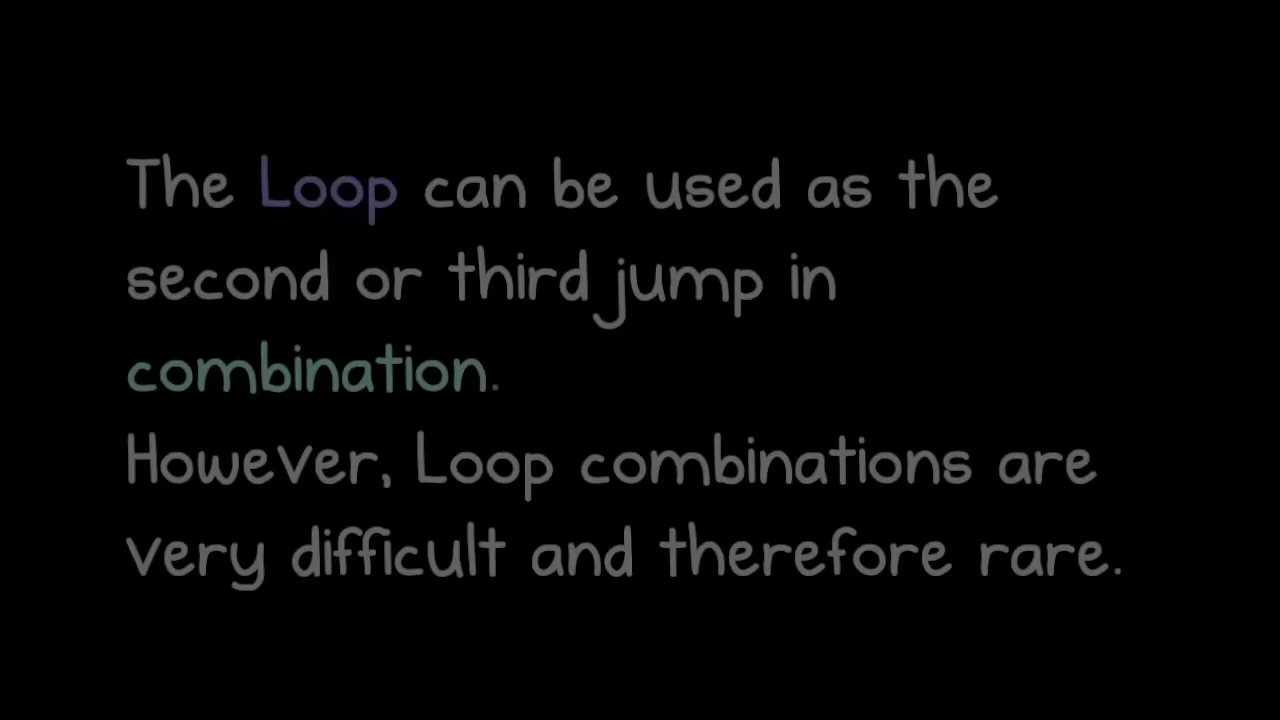 The Loop can be used as the
second or third jump in
combination.
However, Loop combinations are
very difficult and therefore rare.